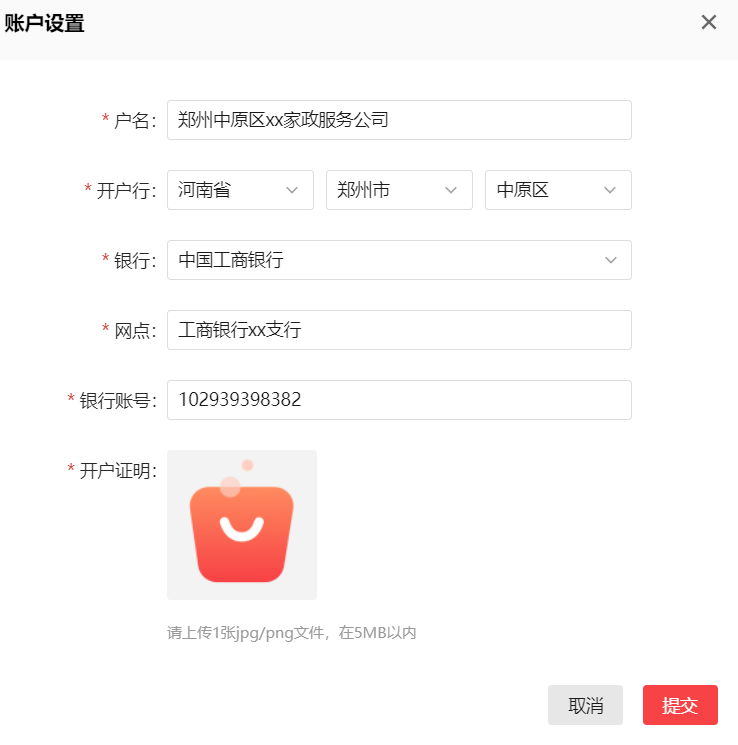 账户设置
* 户名： 郑州中原区xx家政服务公司
* 开户行： 河南省 郑州市 中原区
* 银行： 中国工商银行
* 网点： 工商银行xx支行
* 银行账号： 102939398382
* 开户证明：
请上传1张jpg/png文件，在5MB以内
取消 提交